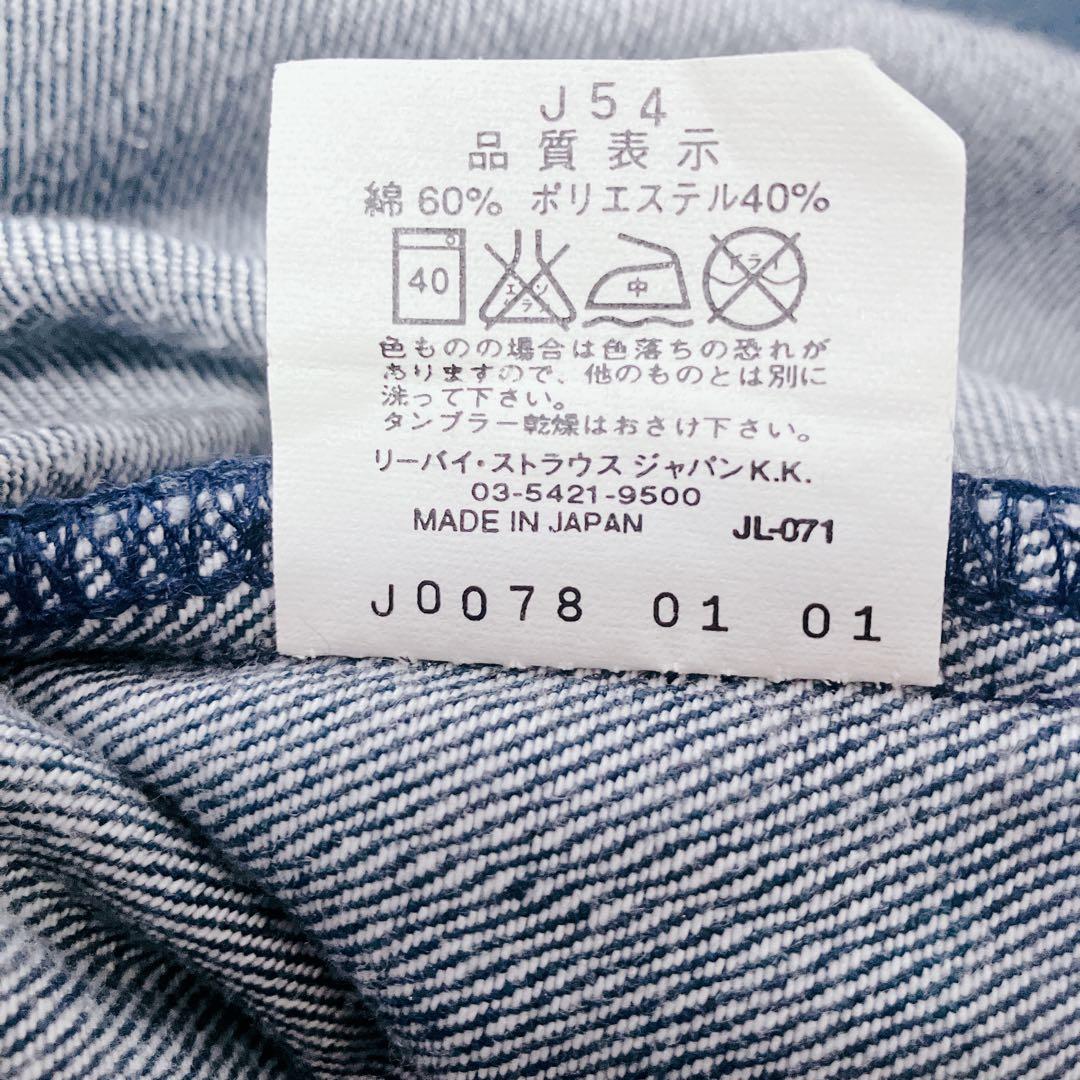 J54
品質表示
綿 60% ポリエステル40%
40 エンソ ラ 中 ドライ
色ものの場合は色落ちの恐れが
ありますので、他のものとは別に
洗って下さい。
タンブラー乾燥はおさけ下さい。
リーバイ・ストラウス ジャパンK.K.
03-5421-9500
MADE IN JAPAN JL-071
J0078 01 01